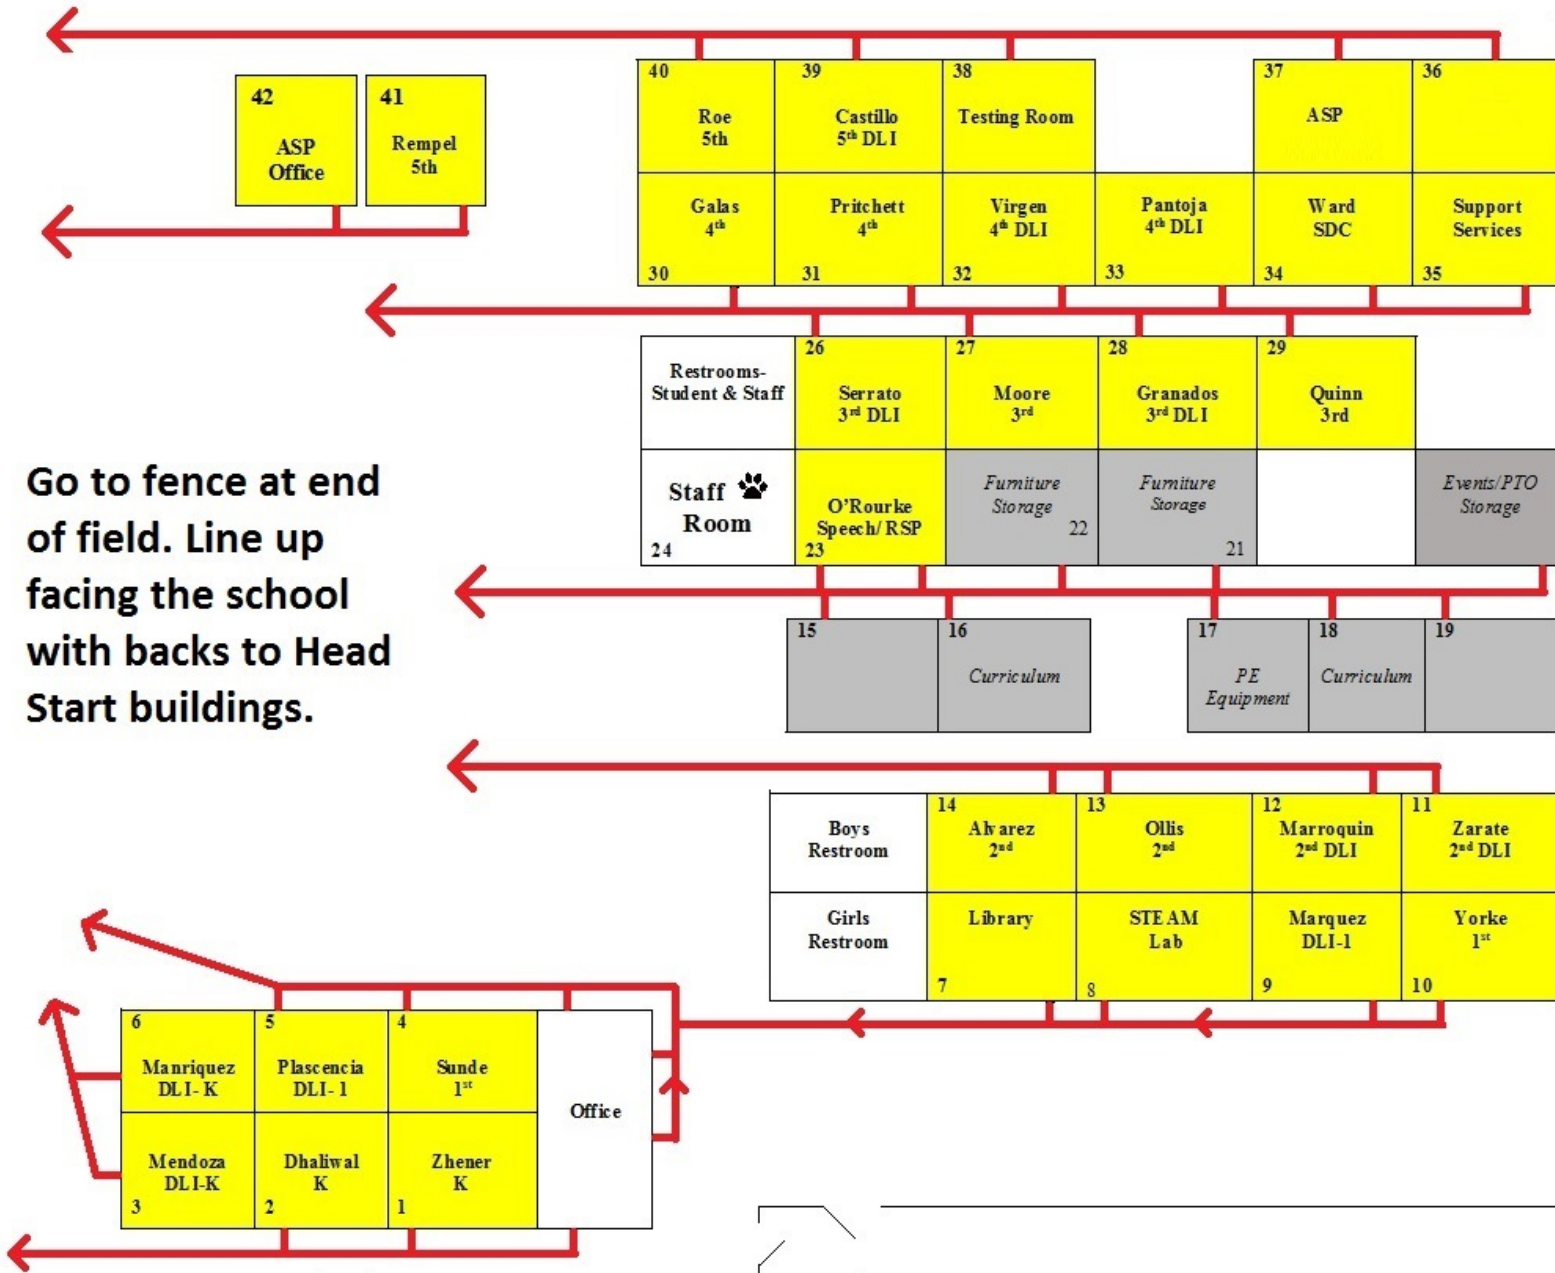 42
ASP
Office
41
Rempel
5th
40
Roe
5th
39
Castillo
5th DLI
38
Testing Room
37
ASP
36
Galas
4th
30
Pritchett
4th
31
Virgen
4th DLI
32
Pantoja
4th DLI
33
Ward
SDC
34
Support
Services
35
Restrooms-
Student & Staff
26
Serrato
3rd DLI
27
Moore
3rd
28
Granados
3rd DLI
29
Quinn
3rd
Staff
Room
24
O'Rourke
Speech/ RSP
23
Furniture
Storage
22
Furniture
Storage
21
Events/PTO
Storage
Go to fence at end
of field. Line up
facing the school
with backs to Head
Start buildings.
15
16
Curriculum
17
PE
Equipment
18
Curriculum
19
Boys
Restroom
14
Alvarez
2nd
13
Ollis
2nd
12
Marroquin
2nd DLI
11
Zarate
2nd DLI
Girls
Restroom
Library
7
STEAM
Lab
8
Marquez
DLI-1
9
Yorke
1st
10
6
Manriquez
DLI- K
5
Plascencia
DLI- 1
4
Sunde
1st
Office
Mendoza
DLI-K
3
Dhaliwal
K
2
Zhener
K
1